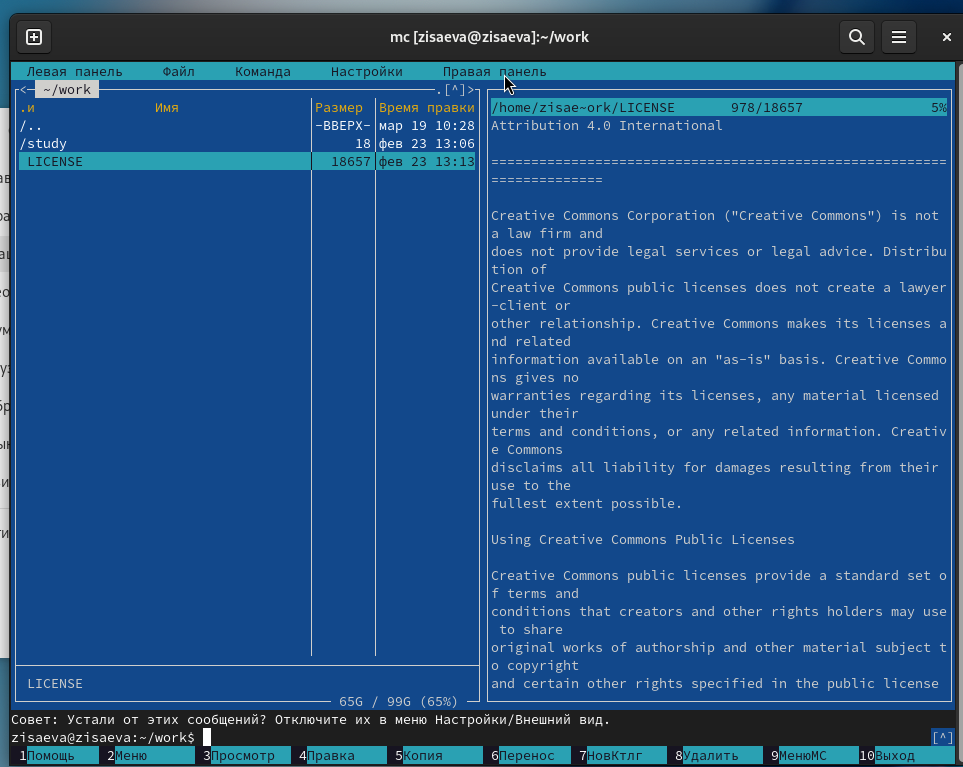 mc [zisaeva@zisaeva]:~/work
Левая панель Файл Команда Настройки Правая панель
<─ ~/work .[^]>
.и Имя Размер Время правки
/.. -ВВЕРХ- мар 19 10:28
/study 18 фев 23 13:06
LICENSE 18657 фев 23 13:13
LICENSE
65G / 99G (65%)
/home/zisae~ork/LICENSE 978/18657 5%
Attribution 4.0 International
=========================================================
==============
Creative Commons Corporation ("Creative Commons") is not
a law firm and
does not provide legal services or legal advice. Distribu
tion of
Creative Commons public licenses does not create a lawyer
-client or
other relationship. Creative Commons makes its licenses a
nd related
information available on an "as-is" basis. Creative Commo
ns gives no
warranties regarding its licenses, any material licensed
under their
terms and conditions, or any related information. Creativ
e Commons
disclaims all liability for damages resulting from their
use to the
fullest extent possible.
Using Creative Commons Public Licenses
Creative Commons public licenses provide a standard set o
f terms and
conditions that creators and other rights holders may use
to share
original works of authorship and other material subject t
o copyright
and certain other rights specified in the public license
Совет: Устали от этих сообщений? Отключите их в меню Настройки/Внешний вид.
zisaeva@zisaeva:~/work$ [^]
1Помощь 2Меню 3Просмотр 4Правка 5Копия 6Перенос 7НовКтлг 8Удалить 9МенюМС 10Выход